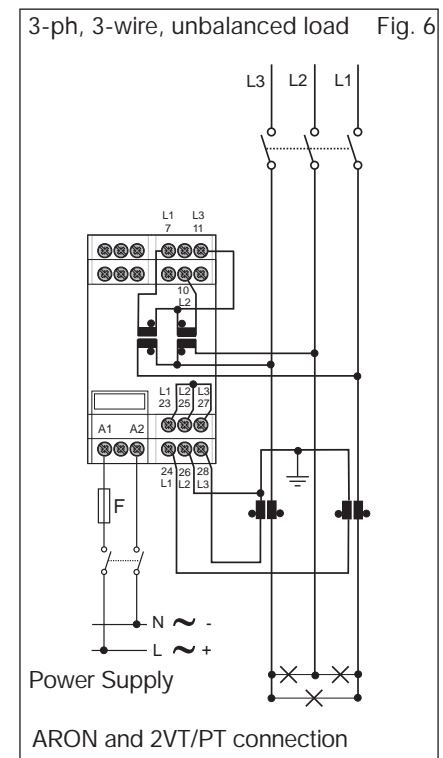 3-ph, 3-wire, unbalanced load Fig. 6
L3 L2 L1
L1 L3
7 11
10
L2
L1 L2 L3
23 25 27
A1 A2
24 26 28
L1 L2 L3
F
N ~ -
L ~ +
Power Supply
ARON and 2VT/PT connection